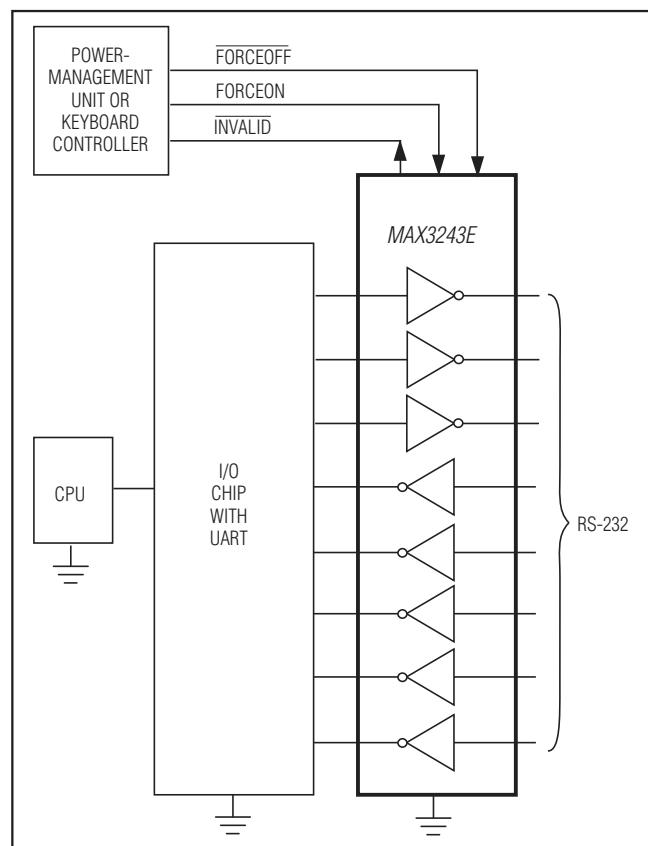 POWER-
MANAGEMENT
UNIT OR
KEYBOARD
CONTROLLER
FORCEOFF
FORCEON
INVALID
MAX3243E
CPU
I/O
CHIP
WITH
UART
RS-232